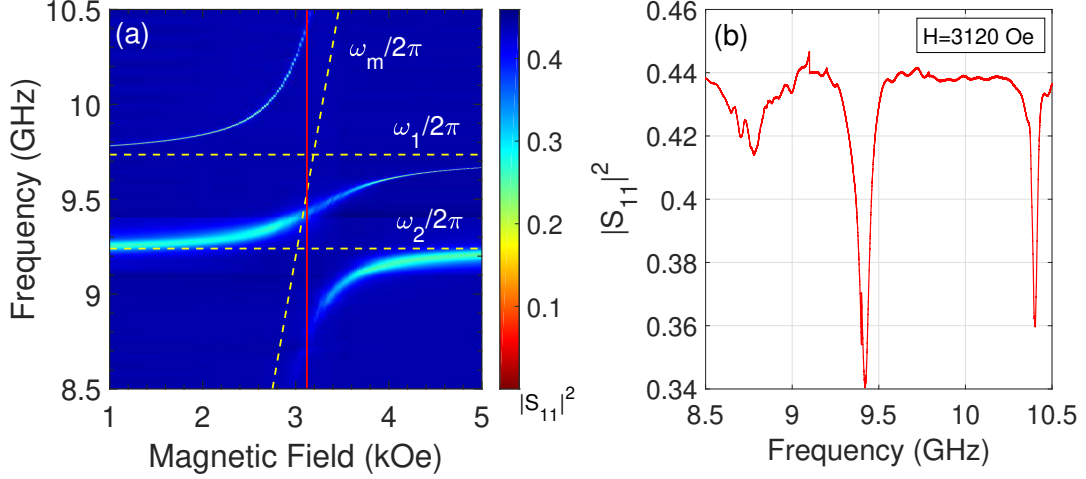 (a)
ωm/2π
ω1/2π
ω2/2π
10.5
10
9.5
9
8.5
Frequency (GHz)
1 2 3 4 5
Magnetic Field (kOe)
0.4
0.3
0.2
0.1
0
|S11|²
(b)
H=3120 Oe
0.44
0.42
0.4
0.38
0.36
0.34
|S11|²
8.5 9 9.5 10 10.5
Frequency (GHz)